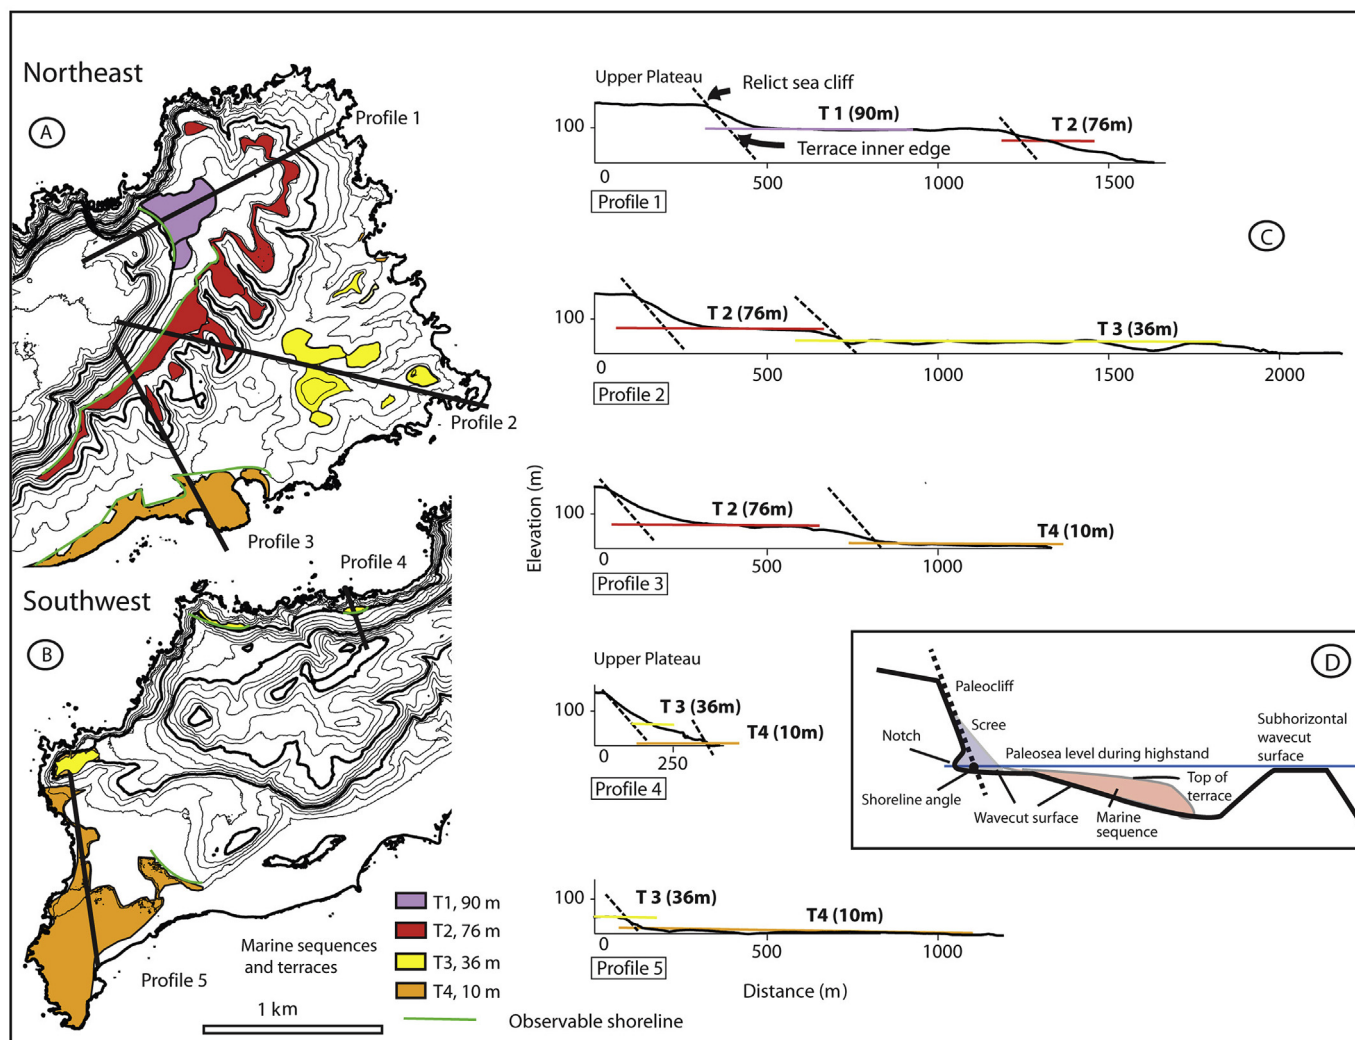 Northeast
A
Profile 1
Profile 2
Profile 3
Southwest
B
Profile 4
Profile 5
Marine sequences
and terraces
T1, 90 m
T2, 76 m
T3, 36 m
T4, 10 m
1 km
Observable shoreline
C
Upper Plateau
Relict sea cliff
T 1 (90m)
T 2 (76m)
Terrace inner edge
100
0
500
1000
1500
Profile 1
T 2 (76m)
T 3 (36m)
100
0
500
1000
1500
2000
Profile 2
Elevation (m)
T 2 (76m)
T4 (10m)
100
0
500
1000
Profile 3
Upper Plateau
T 3 (36m)
T4 (10m)
100
0
250
Profile 4
T 3 (36m)
T4 (10m)
100
0
500
1000
Profile 5
Distance (m)
D
Paleocliff
Scree
Notch
Paleosea level during highstand
Subhorizontal
wavecut
surface
Shoreline angle
Wavecut surface
Marine
sequence
Top of
terrace